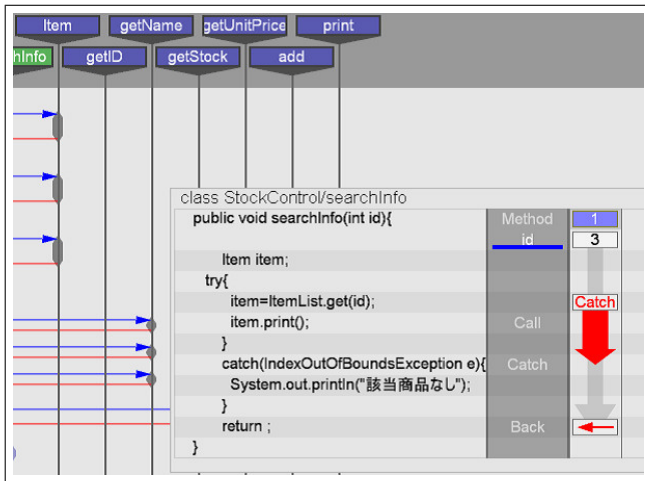 Item getName getUnitPrice print
hInfo getID getStock add
class StockControl/searchInfo
public void searchInfo(int id){ Method 1
id 3
Item item;
try{
item=ItemList.get(id); Catch
item.print(); Call
}
catch(IndexOutOfBoundsException e){ Catch
System.out.println("該当商品なし");
}
return ; Back
}